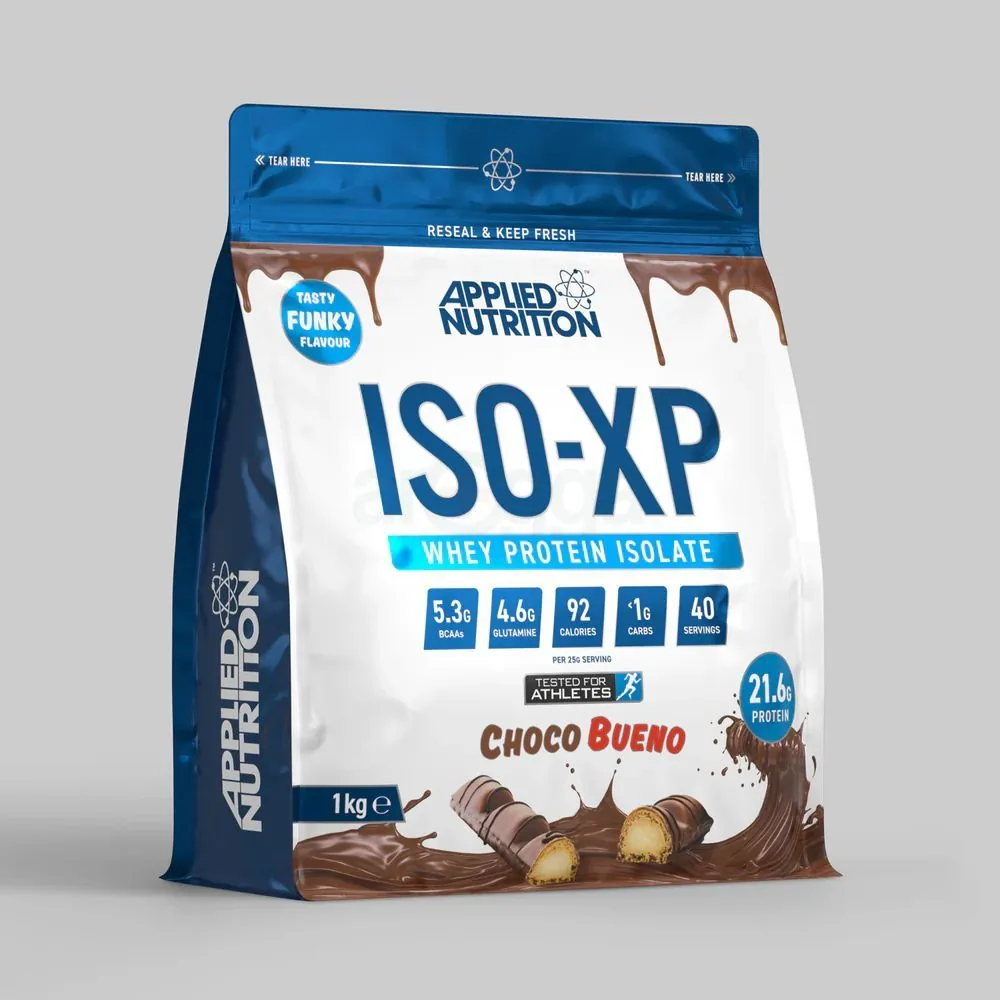 TEAR HERE
TEAR HERE
RESEAL & KEEP FRESH
TASTY
FUNKY
FLAVOUR
APPLIED
NUTRITION
™
ISO-XP
WHEY PROTEIN ISOLATE
5.3G
BCAAs
4.6G
GLUTAMINE
92
CALORIES
<1G
CARBS
40
SERVINGS
PER 25G SERVING
TESTED FOR
ATHLETES
21.6G
PROTEIN
CHOCO BUENO
1kg ℮
APPLIED
NUTRITION
™